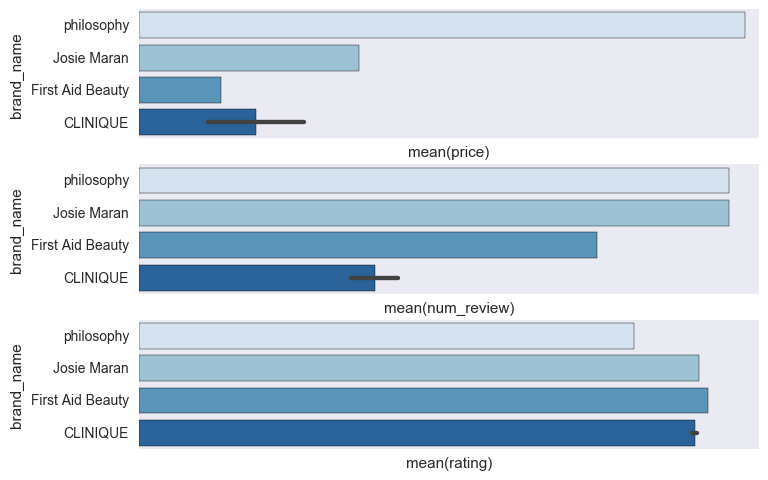 brand_name
philosophy
Josie Maran
First Aid Beauty
CLINIQUE
mean(price)
brand_name
philosophy
Josie Maran
First Aid Beauty
CLINIQUE
mean(num_review)
brand_name
philosophy
Josie Maran
First Aid Beauty
CLINIQUE
mean(rating)